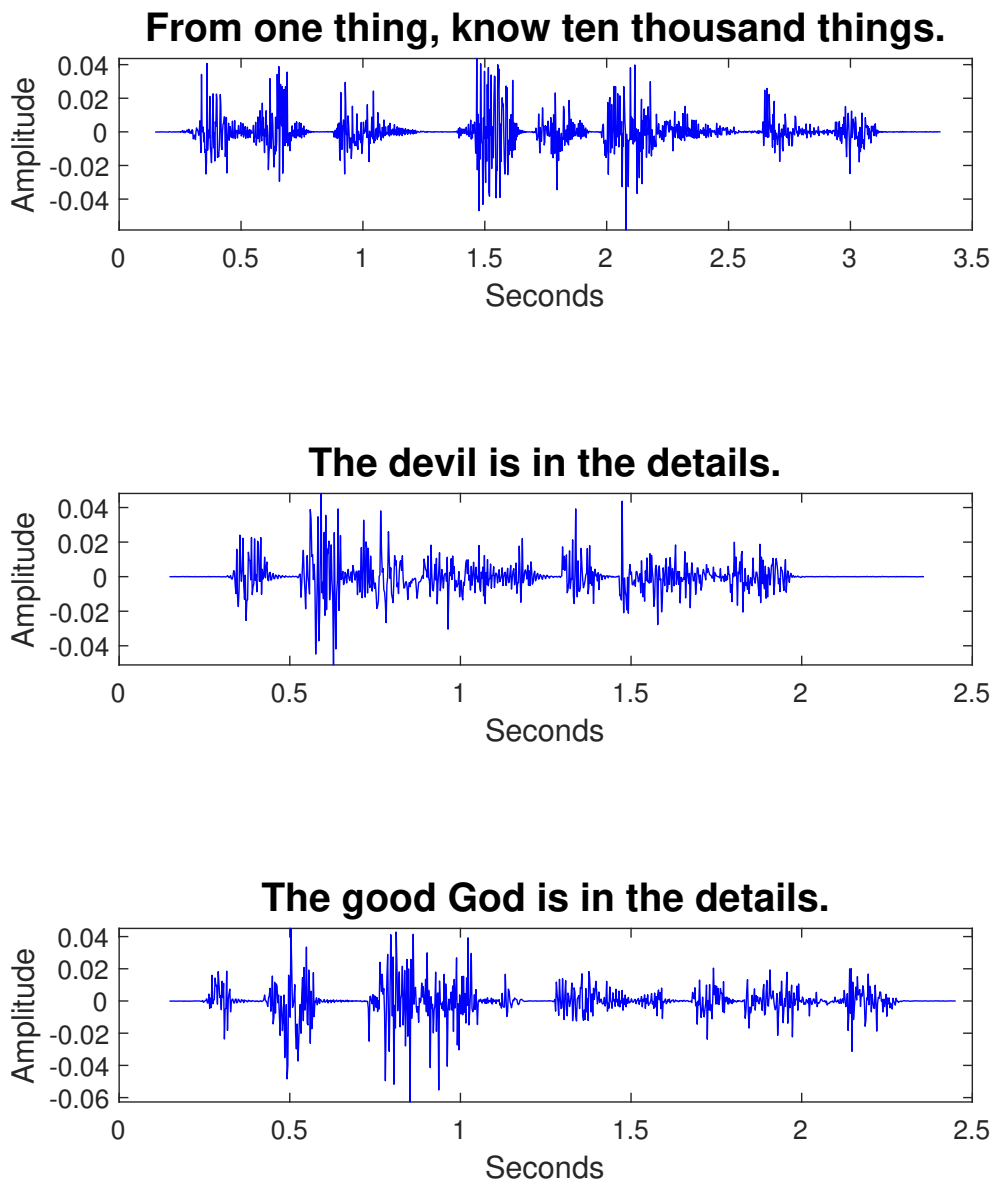 From one thing, know ten thousand things.
0.04
0.02
0
-0.02
-0.04
Amplitude
0 0.5 1 1.5 2 2.5 3 3.5
Seconds
The devil is in the details.
0.04
0.02
0
-0.02
-0.04
Amplitude
0 0.5 1 1.5 2 2.5
Seconds
The good God is in the details.
0.04
0.02
0
-0.02
-0.04
-0.06
Amplitude
0 0.5 1 1.5 2 2.5
Seconds